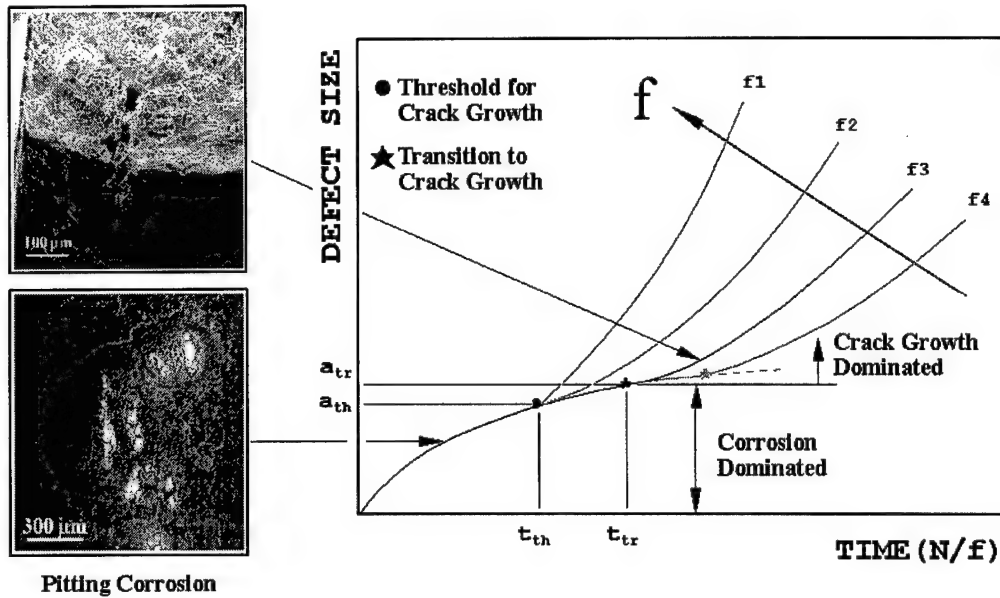 100 μm
300 μm
Pitting Corrosion
DEFECT SIZE
Threshold for
Crack Growth
Transition to
Crack Growth
f
f1
f2
f3
f4
a_tr
a_th
Crack Growth
Dominated
Corrosion
Dominated
t_th
t_tr
TIME (N/f)